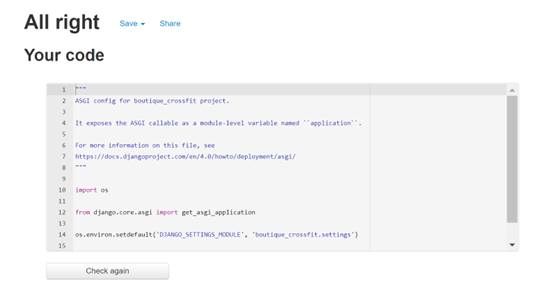 All right
Save
Share
Your code
1 """
2 ASGI config for boutique_crossfit project.
3
4 It exposes the ASGI callable as a module-level variable named ``application``.
5
6 For more information on this file, see
7 https://docs.djangoproject.com/en/4.0/howto/deployment/asgi/
8 """
9
10 import os
11
12 from django.core.asgi import get_asgi_application
13
14 os.environ.setdefault('DJANGO_SETTINGS_MODULE', 'boutique_crossfit.settings')
15
Check again